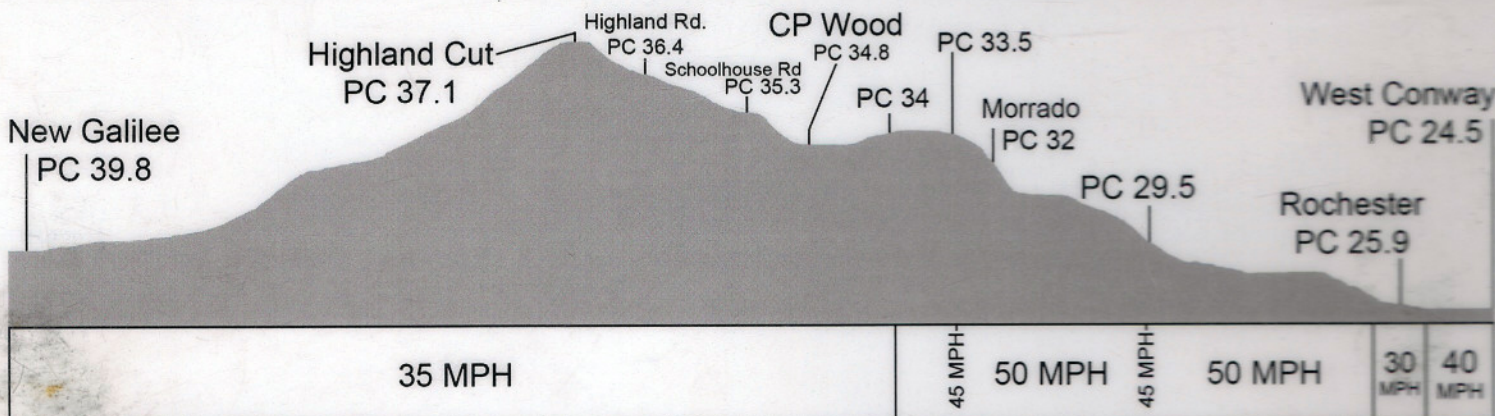 New Galilee
PC 39.8
Highland Cut
PC 37.1
Highland Rd.
PC 36.4
Schoolhouse Rd
PC 35.3
CP Wood
PC 34.8
PC 34
PC 33.5
Morrado
PC 32
PC 29.5
Rochester
PC 25.9
West Conway
PC 24.5
35 MPH
45 MPH
50 MPH
45 MPH
50 MPH
30
MPH
40
MPH